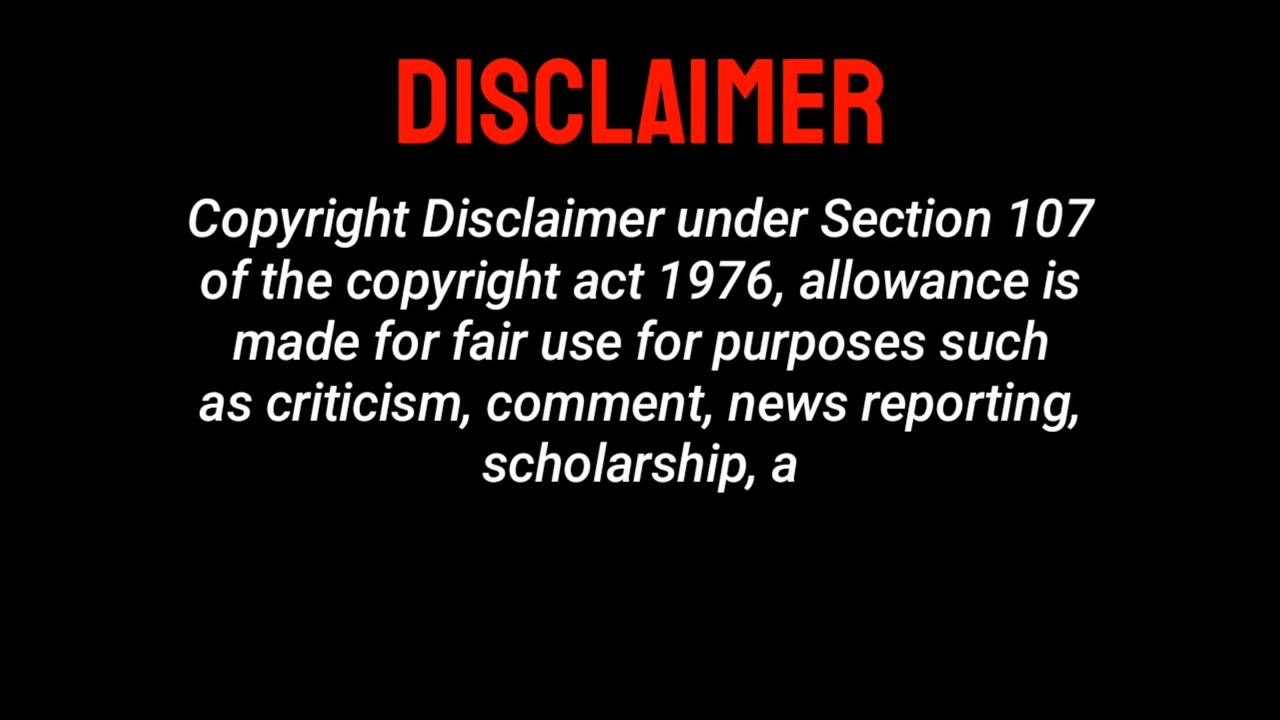 DISCLAIMER
Copyright Disclaimer under Section 107
of the copyright act 1976, allowance is
made for fair use for purposes such
as criticism, comment, news reporting,
scholarship, a